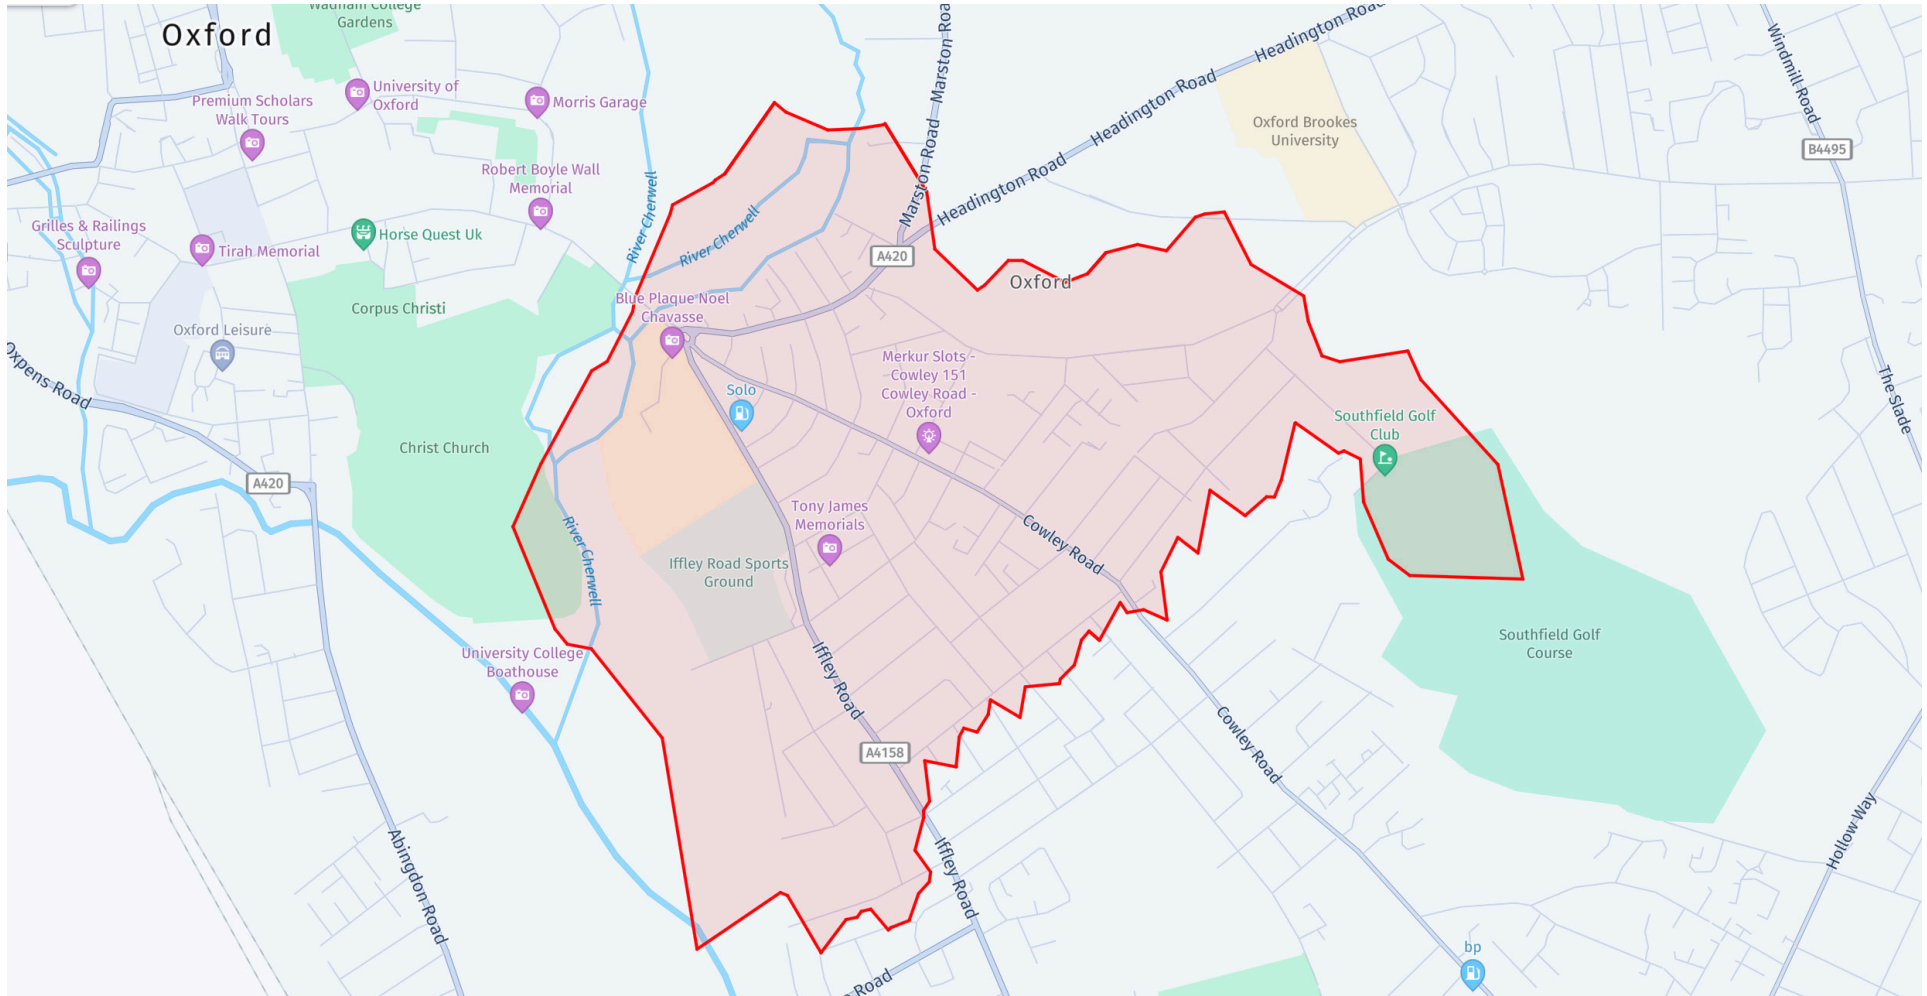 Wadham College
Gardens
Oxford
University of
Oxford
Premium Scholars
Walk Tours
Morris Garage
Robert Boyle Wall
Memorial
Grilles & Railings
Sculpture
Tirah Memorial
Horse Quest Uk
Corpus Christi
Oxford Leisure
Christ Church
Oxpens Road
A420
Abingdon Road
University College
Boathouse
River Cherwell
River Cherwell
River Cherwell
Blue Plaque Noel
Chavasse
Solo
Merkur Slots -
Cowley 151
Cowley Road -
Oxford
Tony James
Memorials
Iffley Road Sports
Ground
Iffley Road
A4158
Iffley Road
Road
Cowley Road
Cowley Road
A420
Marston Road
Marston Road
Marston Road
Headington Road
Headington Road
Headington Road
Oxford
Oxford Brookes
University
Windmill Road
B4495
The Slade
Southfield Golf
Club
Southfield Golf
Course
Hollow Way
bp